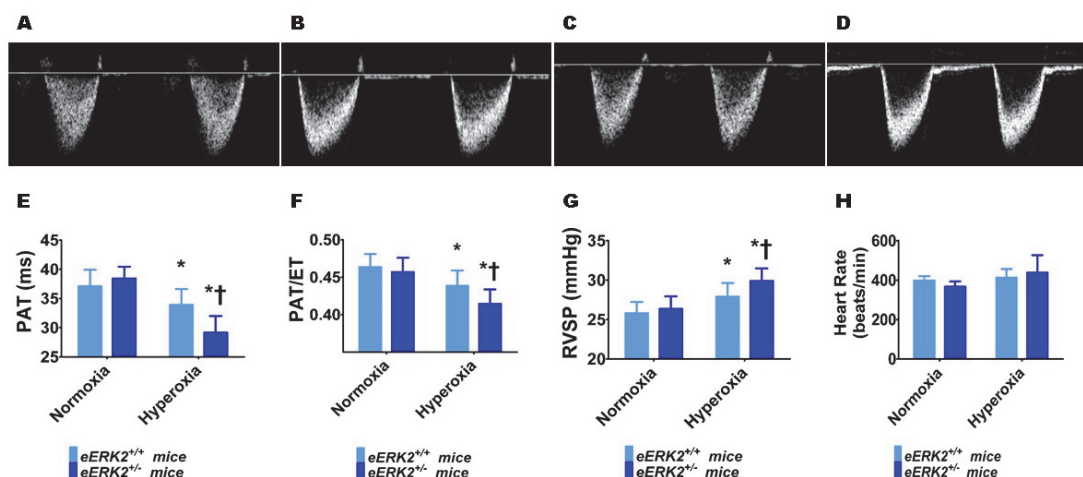 A
B
C
D
E
PAT (ms)
45
40
35
30
25
*
*†
Normoxia
Hyperoxia
eERK2+/+ mice
eERK2+/- mice
F
PAT/ET
0.50
0.45
0.40
*
*†
Normoxia
Hyperoxia
eERK2+/+ mice
eERK2+/- mice
G
RVSP (mmHg)
35
30
25
20
*
*†
Normoxia
Hyperoxia
eERK2+/+ mice
eERK2+/- mice
H
Heart Rate
(beats/min)
600
400
200
0
Normoxia
Hyperoxia
eERK2+/+ mice
eERK2+/- mice